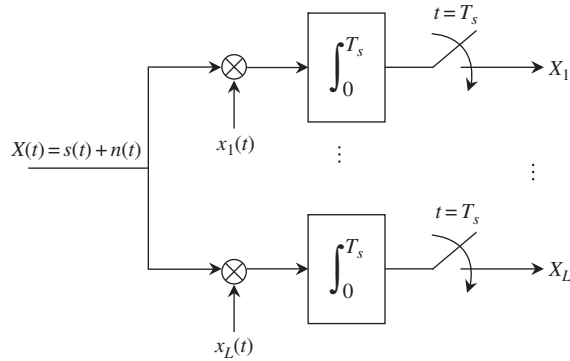 t = T_s
∫_0^{T_s}
X_1
x_1(t)
X(t) = s(t) + n(t)
⋮
⋮
t = T_s
∫_0^{T_s}
X_L
x_L(t)